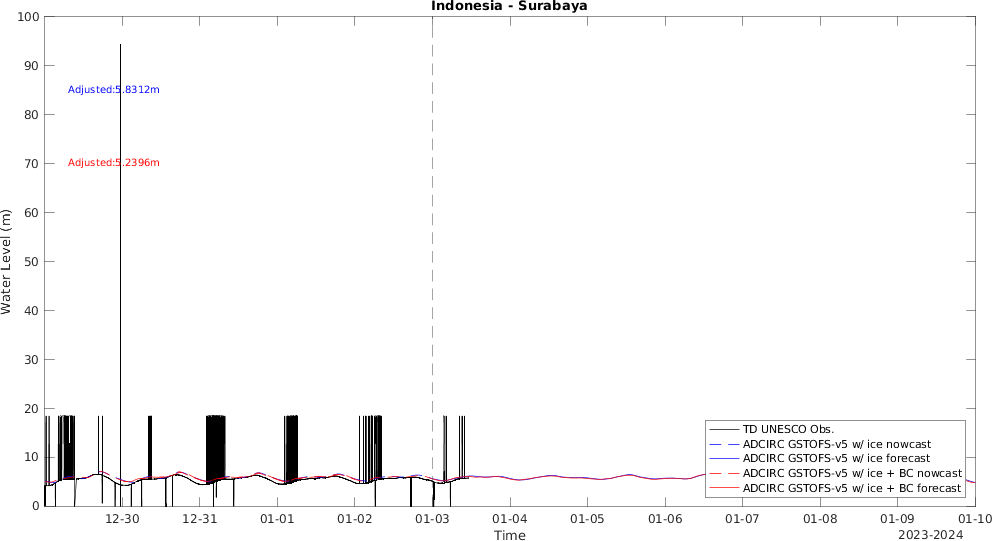 Indonesia - Surabaya
100
90
80
70
60
50
40
30
20
10
0
Water Level (m)
Adjusted:5.8312m
Adjusted:5.2396m
TD UNESCO Obs.
ADCIRC GSTOFS-v5 w/ ice nowcast
ADCIRC GSTOFS-v5 w/ ice forecast
ADCIRC GSTOFS-v5 w/ ice + BC nowcast
ADCIRC GSTOFS-v5 w/ ice + BC forecast
12-30 12-31 01-01 01-02 01-03 01-04 01-05 01-06 01-07 01-08 01-09 01-10
Time
2023-2024